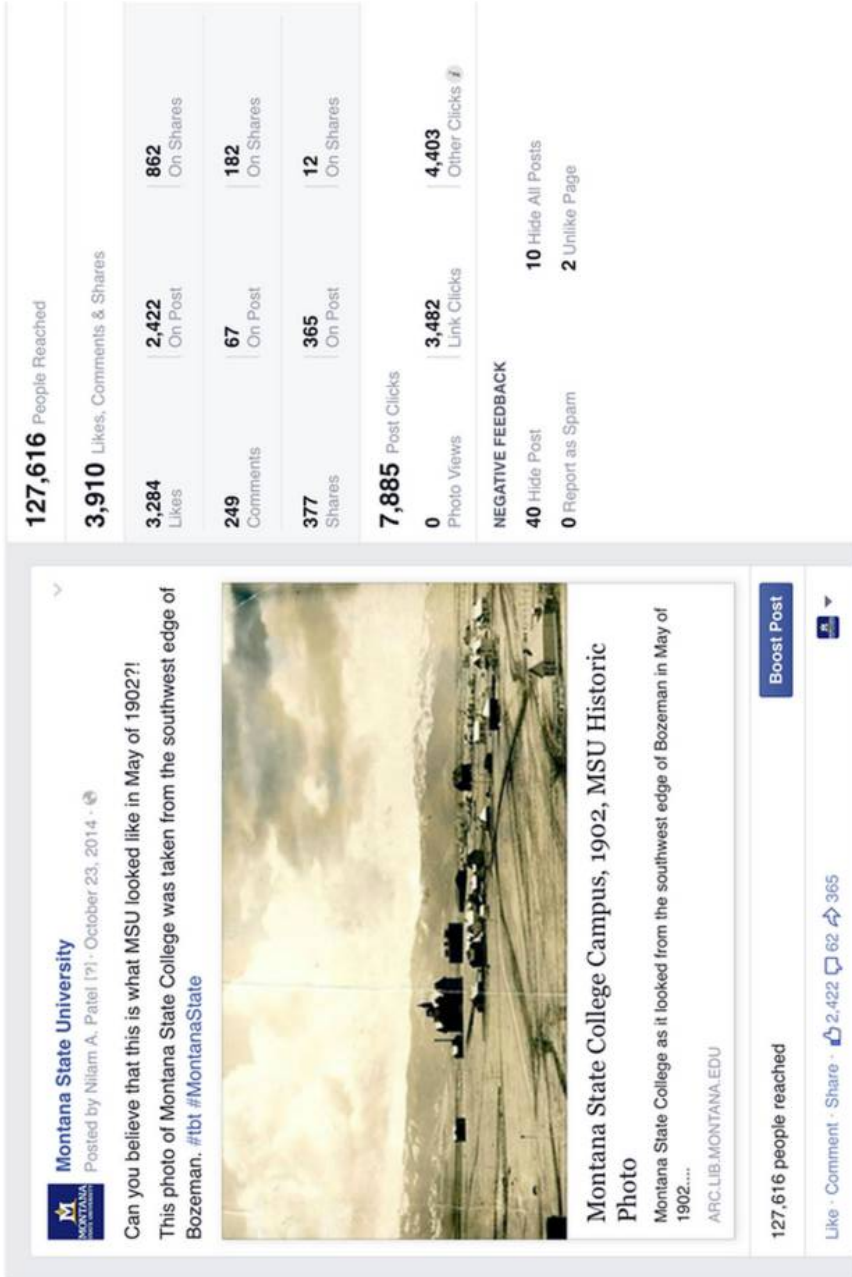 Montana State University
Posted by Nilam A. Patel [?] · October 23, 2014 ·
Can you believe that this is what MSU looked like in May of 1902?!
This photo of Montana State College was taken from the southwest edge of
Bozeman. #tbt #MontanaState
Montana State College Campus, 1902, MSU Historic
Photo
Montana State College as it looked from the southwest edge of Bozeman in May of
1902....
ARC.LIB.MONTANA.EDU
127,616 people reached
Boost Post
Like · Comment · Share · 2,422 62 365
127,616 People Reached
3,910 Likes, Comments & Shares
3,284 2,422 862
Likes On Post On Shares
249 67 182
Comments On Post On Shares
377 365 12
Shares On Post On Shares
7,885 Post Clicks
0 3,482 4,403
Photo Views Link Clicks Other Clicks
NEGATIVE FEEDBACK
40 Hide Post 10 Hide All Posts
0 Report as Spam 2 Unlike Page